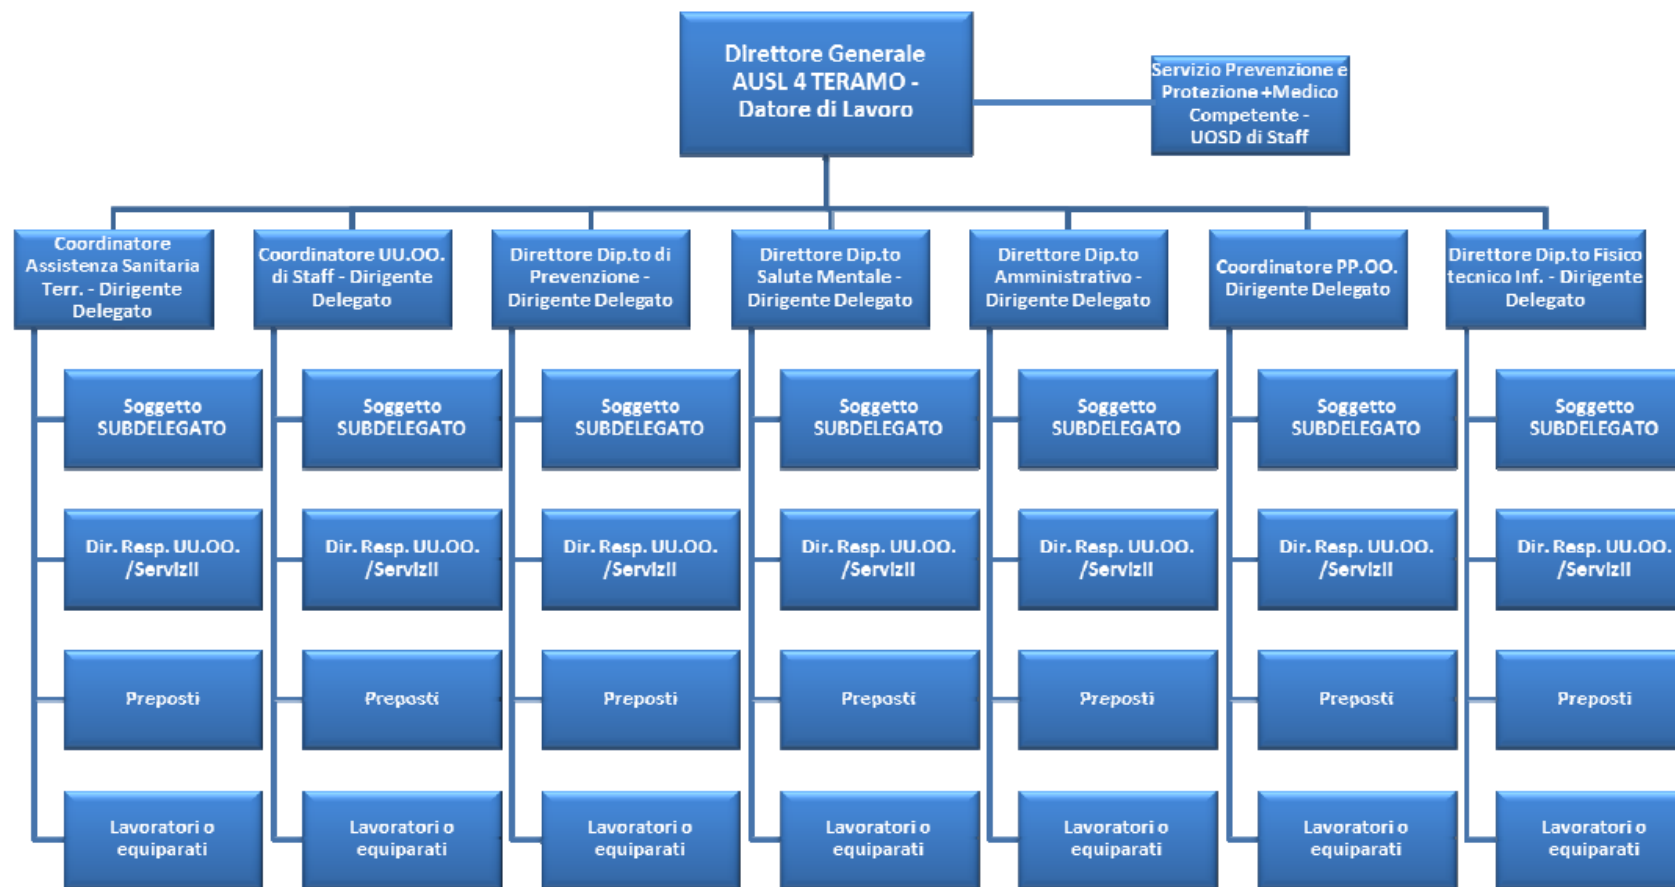 Direttore Generale
AUSL 4 TERAMO -
Datore di Lavoro
Servizio Prevenzione e
Protezione +Medico
Competente -
UOSD di Staff
Coordinatore
Assistenza Sanitaria
Terr. - Dirigente
Delegato
Coordinatore UU.OO.
di Staff - Dirigente
Delegato
Direttore Dip.to di
Prevenzione -
Dirigente Delegato
Direttore Dip.to
Salute Mentale -
Dirigente Delegato
Direttore Dip.to
Amministrativo -
Dirigente Delegato
Coordinatore PP.OO.
Dirigente Delegato
Direttore Dip.to Fisico
tecnico Inf. - Dirigente
Delegato
Soggetto
SUBDELEGATO
Soggetto
SUBDELEGATO
Soggetto
SUBDELEGATO
Soggetto
SUBDELEGATO
Soggetto
SUBDELEGATO
Soggetto
SUBDELEGATO
Soggetto
SUBDELEGATO
Dir. Resp. UU.OO.
/Servizii
Dir. Resp. UU.OO.
/Servizii
Dir. Resp. UU.OO.
/Servizii
Dir. Resp. UU.OO.
/Servizii
Dir. Resp. UU.OO.
/Servizii
Dir. Resp. UU.OO.
/Servizii
Dir. Resp. UU.OO.
/Servizii
Preposti
Preposti
Preposti
Preposti
Preposti
Preposti
Preposti
Lavoratori o
equiparati
Lavoratori o
equiparati
Lavoratori o
equiparati
Lavoratori o
equiparati
Lavoratori o
equiparati
Lavoratori o
equiparati
Lavoratori o
equiparati